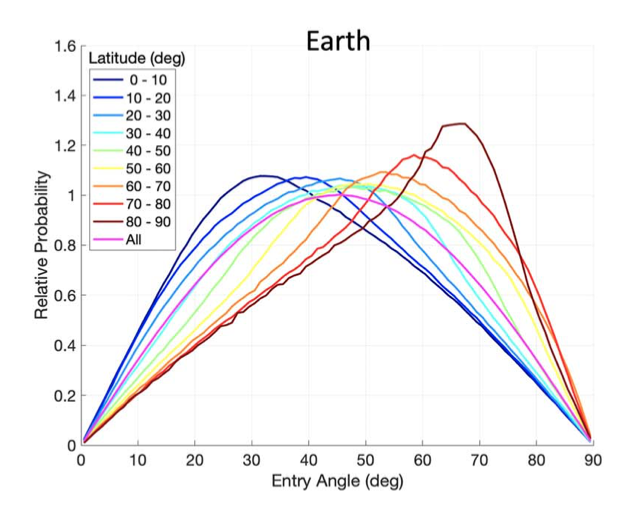 Earth
1.6
1.4
1.2
1
0.8
0.6
0.4
0.2
0
Relative Probability
Latitude (deg)
0 - 10
10 - 20
20 - 30
30 - 40
40 - 50
50 - 60
60 - 70
70 - 80
80 - 90
All
0 10 20 30 40 50 60 70 80 90
Entry Angle (deg)